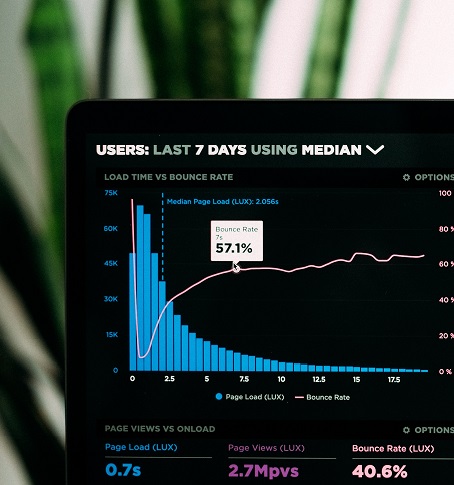 USERS: LAST 7 DAYS USING MEDIAN
LOAD TIME VS BOUNCE RATE
OPTIONS
75K
60K
45K
30K
15K
0
Median Page Load (LUX): 2.056s
Bounce Rate
7s
57.1%
100
80 %
60 %
40 %
20 %
0 %
0 2.5 5 7.5 10 12.5 15 17.5
Page Load (LUX) Bounce Rate
PAGE VIEWS VS ONLOAD
OPTIONS
Page Load (LUX) Page Views (LUX) Bounce Rate (LUX)
0.7s 2.7Mpvs 40.6%